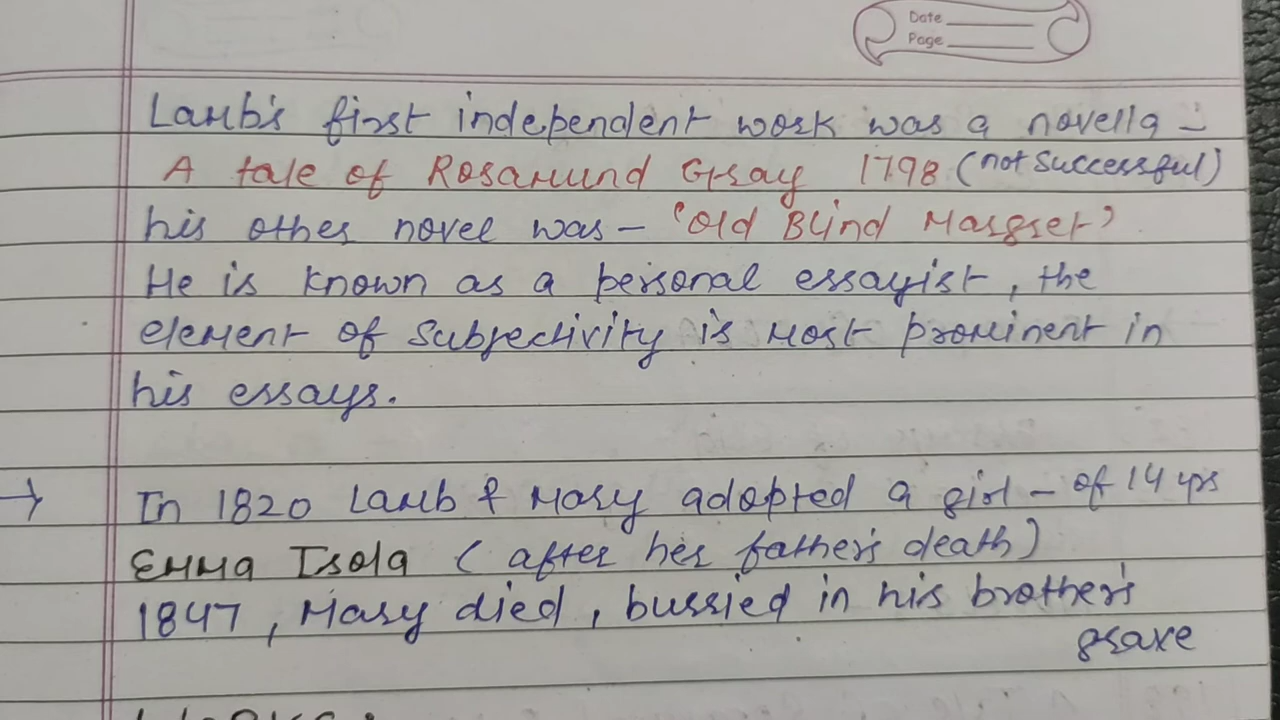 Date
Page
Lamb's first independent work was a novella -
A tale of Rosamund Gray 1798 (not successful)
his other novel was - 'Old Blind Margret'
He is known as a personal essayist, the
element of subjectivity is most prominent in
his essays.
→ In 1820 Lamb & Mary adopted a girl - of 14 yrs
Emma Isola (after her father's death)
1847, Mary died, burried in his brother's
grave